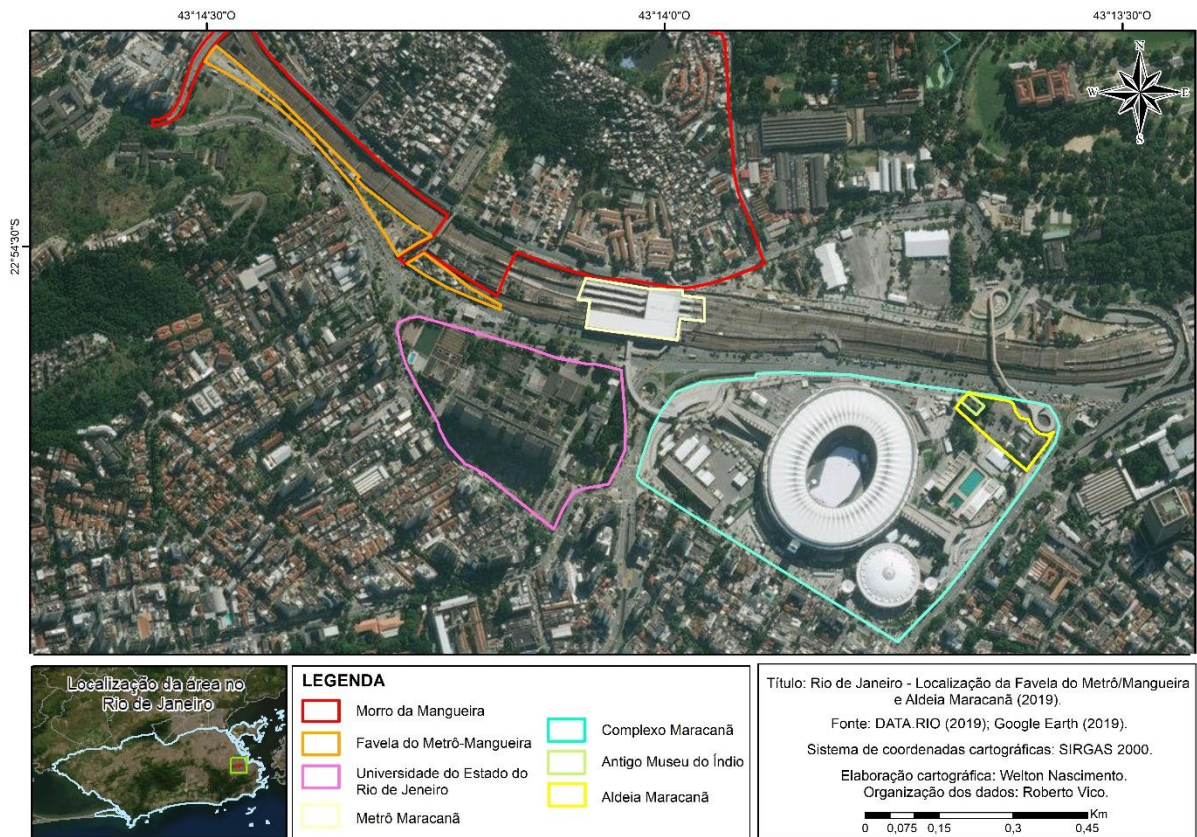 43°14'30"O
43°14'0"O
43°13'30"O
22°54'30"S
N
W
E
S
Localização da área no
Rio de Janeiro
LEGENDA
Morro da Mangueira
Favela do Metrô-Mangueira
Universidade do Estado do
Rio de Jeneiro
Metrô Maracanã
Complexo Maracanã
Antigo Museu do Índio
Aldeia Maracanã
Título: Rio de Janeiro - Localização da Favela do Metrô/Mangueira
e Aldeia Maracanã (2019).
Fonte: DATA.RIO (2019); Google Earth (2019).
Sistema de coordenadas cartográficas: SIRGAS 2000.
Elaboração cartográfica: Welton Nascimento.
Organização dos dados: Roberto Vico.
Km
0 0,075 0,15 0,3 0,45